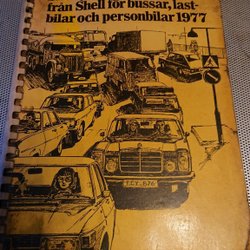 från Shell för bussar, last-
bilar och personbilar 1977